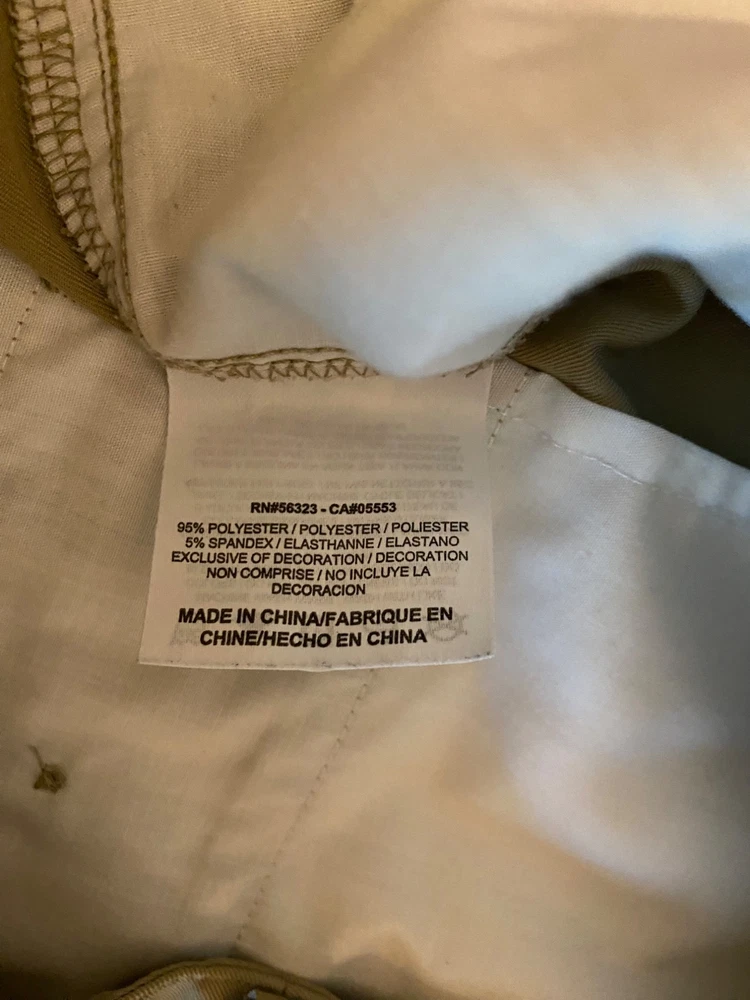 RN#56323 - CA#05553
95% POLYESTER / POLYESTER / POLIESTER
5% SPANDEX / ELASTHANNE / ELASTANO
EXCLUSIVE OF DECORATION / DECORATION
NON COMPRISE / NO INCLUYE LA
DECORACION
MADE IN CHINA/FABRIQUE EN
CHINE/HECHO EN CHINA